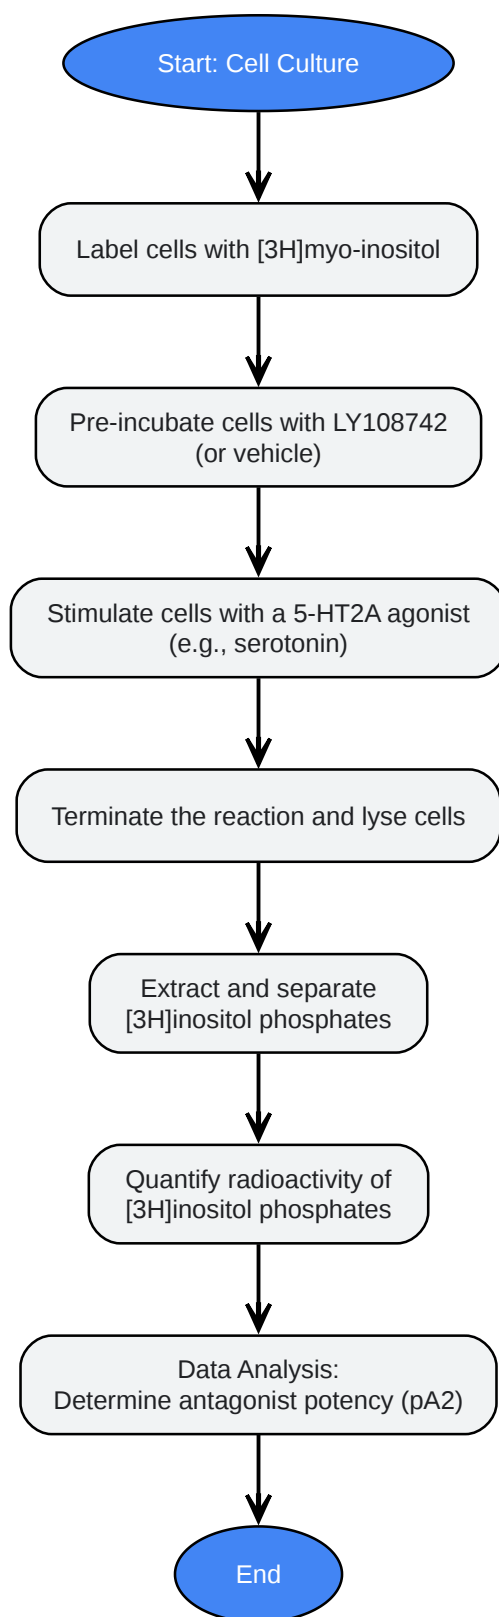 Start: Cell Culture
Label cells with [3H]myo-inositol
Pre-incubate cells with LY108742
(or vehicle)
Stimulate cells with a 5-HT2A agonist
(e.g., serotonin)
Terminate the reaction and lyse cells
Extract and separate
[3H]inositol phosphates
Quantify radioactivity of
[3H]inositol phosphates
Data Analysis:
Determine antagonist potency (pA2)
End